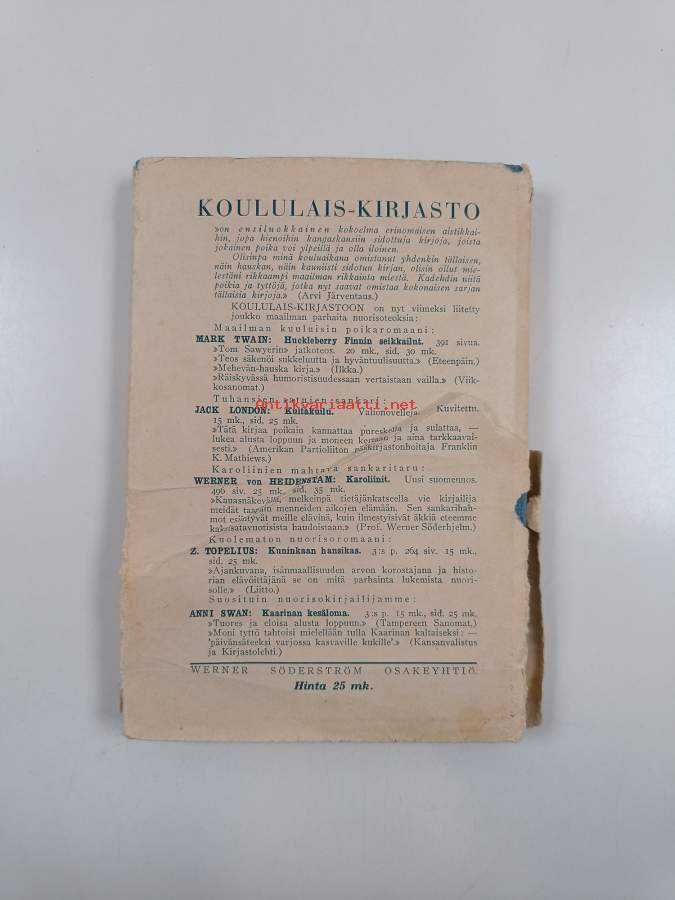 KOULULAIS-KIRJASTO
»on ensiluokkainen kokoelma erinomaisen aistikkai-
hin, jopa hienoihin kangaskansiin sidottuja kirjoja, joista
jokainen poika voi ylpeillä ja olla iloinen.
Olisinpa minä kouluaikana omistanut yhdenkin tällaisen,
näin hauskan, näin kauniisti sidotun kirjan, olisin ollut mie-
lestäni rikkaampi maailman rikkainta miestä. Kadehdin niitä
poikia ja tyttöjä, jotka nyt saavat omistaa kokonaisen sarjan
tällaisia kirjoja.» (Arvi Järventaus.)
KOULULAIS-KIRJASTOON on nyt viimeksi liitetty
joukko maailman parhaita nuorisoteoksia:
Maailman kuuluisin poikaromaani:
MARK TWAIN: Huckleberry Finnin seikkailut. 391 sivua.
»Tom Sawyerin» jatkoteos. 20 mk., sid. 30 mk.
»Teos säkenöi sukkeluutta ja hyväntuulisuutta.» (Eteenpäin.)
»Mehevän-hauska kirja.» (Ilkka.)
»Räiskyvässä humoristisuudessaan vertaistaan vailla.» (Viik-
kosanomat.)
Tuhansien salujen sankari:
antikvariaatti.net
JACK LONDON: Kultakulu. Valionovelleja. Kuvitettu.
15 mk., sid. 25 mk.
»Tätä kirjaa poikain kannattaa pureskella ja sulattaa, —
lukea alusta loppuun ja moneen kertaan ja aina tarkkaavai-
sesti.» (Amerikan Partioliiton pääkirjastonhoitaja Franklin
K. Mathiews.)
Karoliinien mahtava sankaritaru:
WERNER von HEIDENSTAM: Karoliinit. Uusi suomennos.
496 siv. 25 mk., sid. 35 mk.
»Kauasnäkevänä, melkeinpä tietäjänkatseella vie kirjailija
meidät taasein menneiden aikojen elämään. Sen sankarihah-
mot esiintyvät meille elävinä, kuin ilmestyisivät äkkiä eteemme
kaksisatavuotisista haudoistaan.» (Prof. Werner Söderhjelm.)
Kuolematon nuorisoromaani:
Z. TOPELIUS: Kuninkaan hansikas. 3:s p. 264 siv. 15 mk.,
sid. 25 mk.
»Ajankuvana, isänmaallisuuden arvon korostajana ja histo-
rian elävöittäjänä se on mitä parhainta lukemista nuori-
solle.» (Liitto.)
Suosituin nuorisokirjailijamme:
ANNI SWAN: Kaarinan kesäloma. 3:s p. 15 mk., sid. 25 mk.
»Tuores ja eloisa alusta loppuun.» (Tampereen Sanomat.)
»Moni tyttö tahtoisi mielellään tulla Kaarinan kaltaiseksi: —
'päivänsäteeksi varjossa kasvaville kukille'.» (Kansanvalistus
ja Kirjastolehti.)
WERNER SÖDERSTRÖM OSAKEYHTIÖ
Hinta 25 mk.